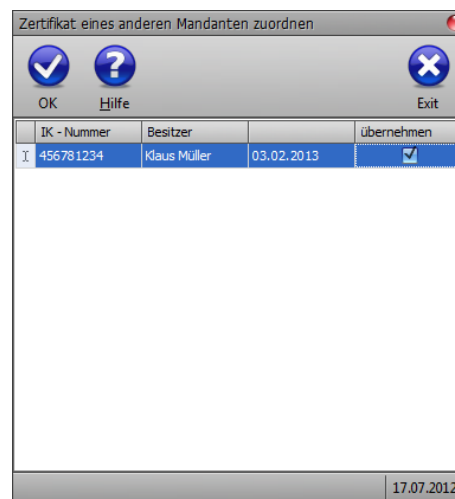 Zertifikat eines anderen Mandanten zuordnen
OK Hilfe Exit
IK - Nummer Besitzer übernehmen
456781234 Klaus Müller 03.02.2013
17.07.2012